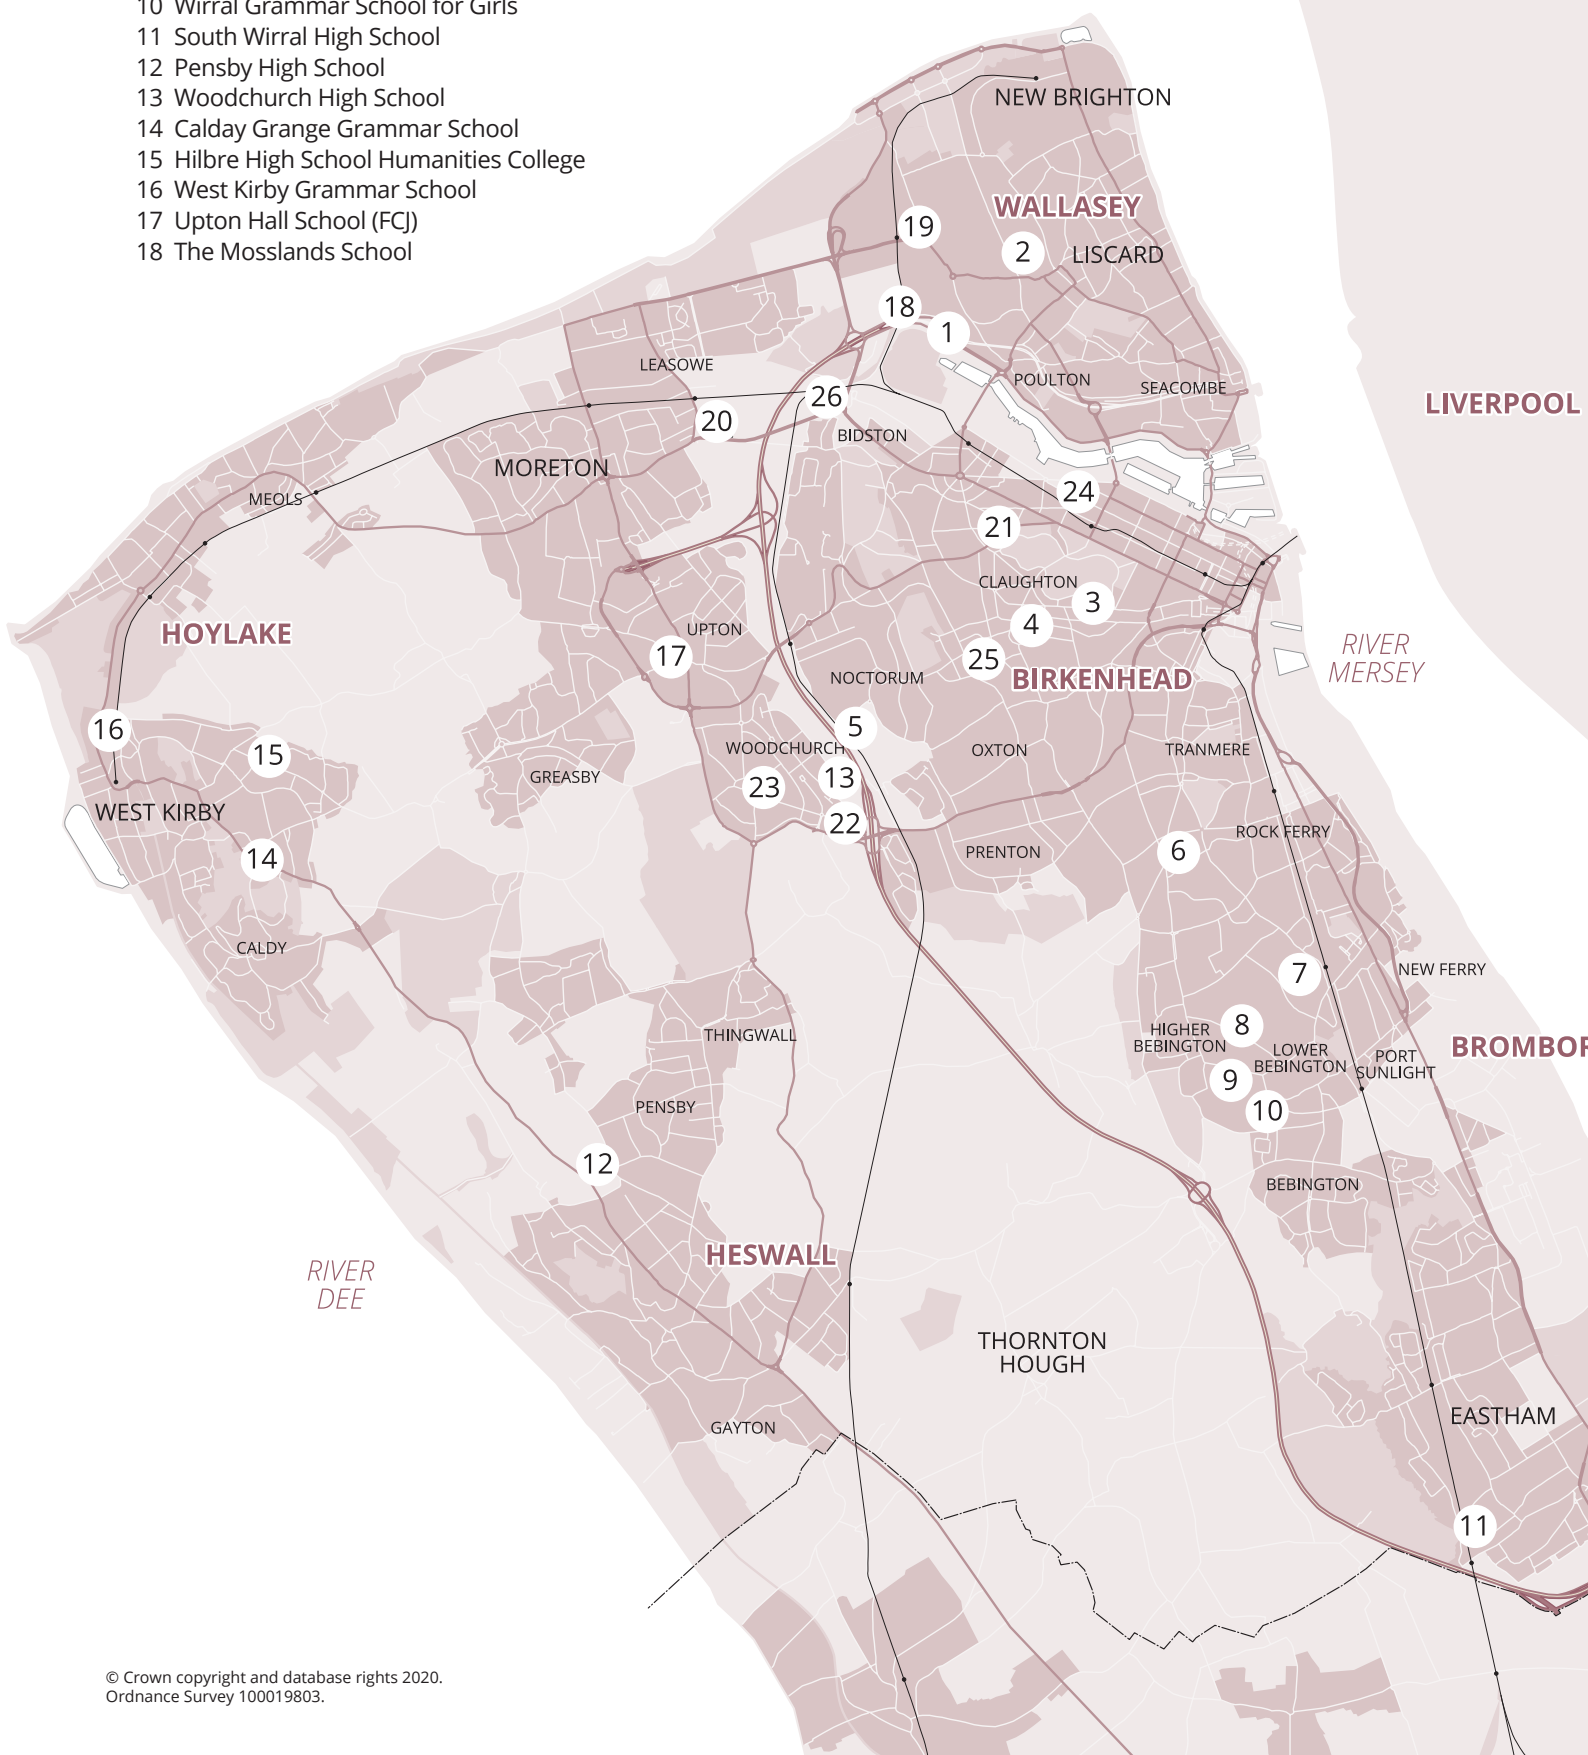 10 Wirral Grammar School for Girls
11 South Wirral High School
12 Pensby High School
13 Woodchurch High School
14 Calday Grange Grammar School
15 Hilbre High School Humanities College
16 West Kirby Grammar School
17 Upton Hall School (FCJ)
18 The Mosslands School
NEW BRIGHTON
WALLASEY
19
2
LISCARD
18
1
LEASOWE
POULTON
SEACOMBE
26
LIVERPOOL
20
BIDSTON
MORETON
MEOLS
24
21
CLAUGHTON
3
4
HOYLAKE
UPTON
17
25
NOCTORUM
BIRKENHEAD
RIVER
MERSEY
16
15
5
WOODCHURCH
OXTON
TRANMERE
GREASBY
23
13
WEST KIRBY
22
ROCK FERRY
14
PRENTON
6
CALDY
7
NEW FERRY
THINGWALL
8
HIGHER
BEBINGTON
LOWER
BEBINGTON
PORT
SUNLIGHT
BROMBOR
9
PENSBY
10
12
BEBINGTON
HESWALL
RIVER
DEE
THORNTON
HOUGH
GAYTON
EASTHAM
11
© Crown copyright and database rights 2020.
Ordnance Survey 100019803.